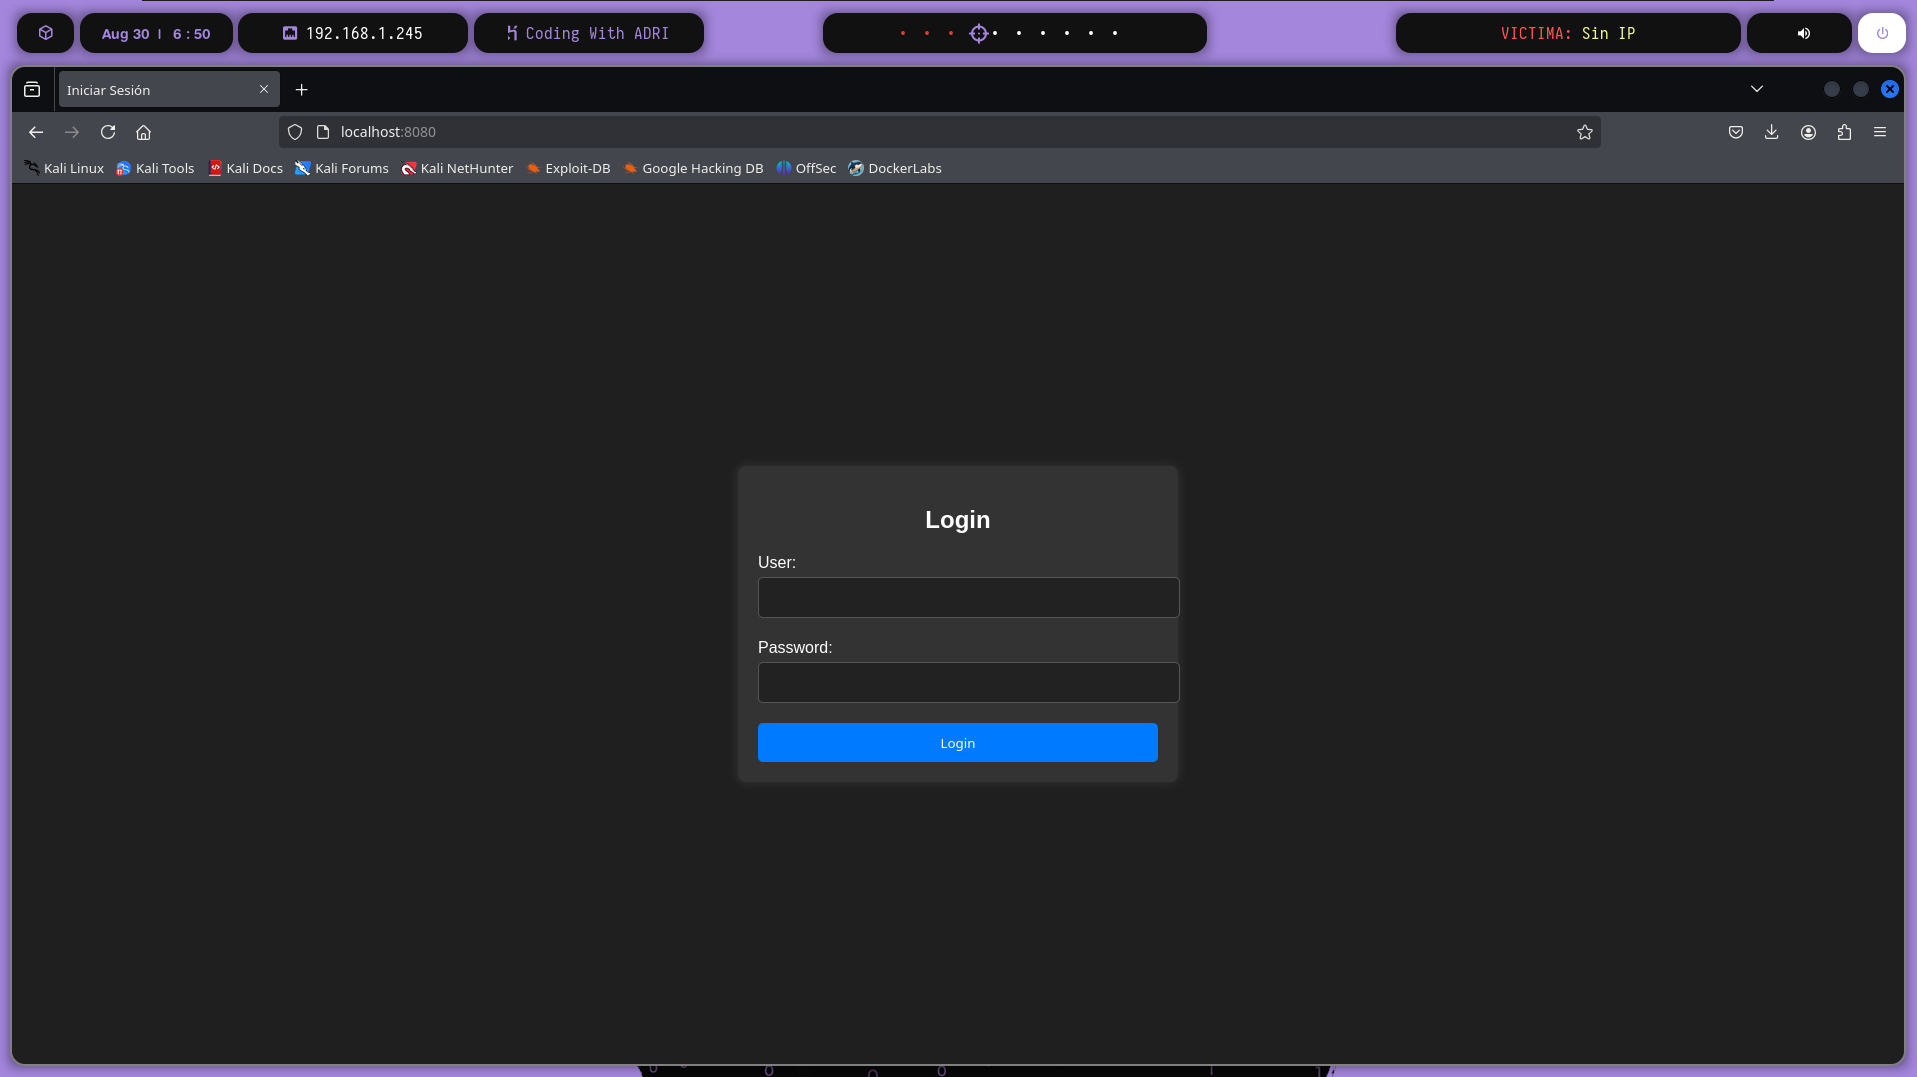 Aug 30 | 6 : 50
192.168.1.245
Coding With ADRI
VICTIMA: Sin IP
Iniciar Sesión
localhost:8080
Kali Linux
Kali Tools
Kali Docs
Kali Forums
Kali NetHunter
Exploit-DB
Google Hacking DB
OffSec
DockerLabs
Login
User:
Password:
Login